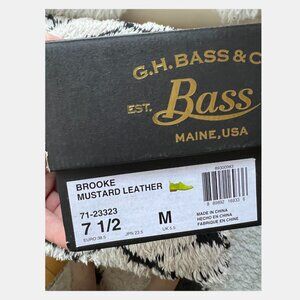 G.H. BASS & C
EST. Bass
MAINE, USA
BROOKE
MUSTARD LEATHER
71-23323
7 1/2
M
EURO 38.5
JPN 23.5
UK 5.5
MADE IN CHINA
HECHO EN CHINA
FABRIQUE EN CHINE